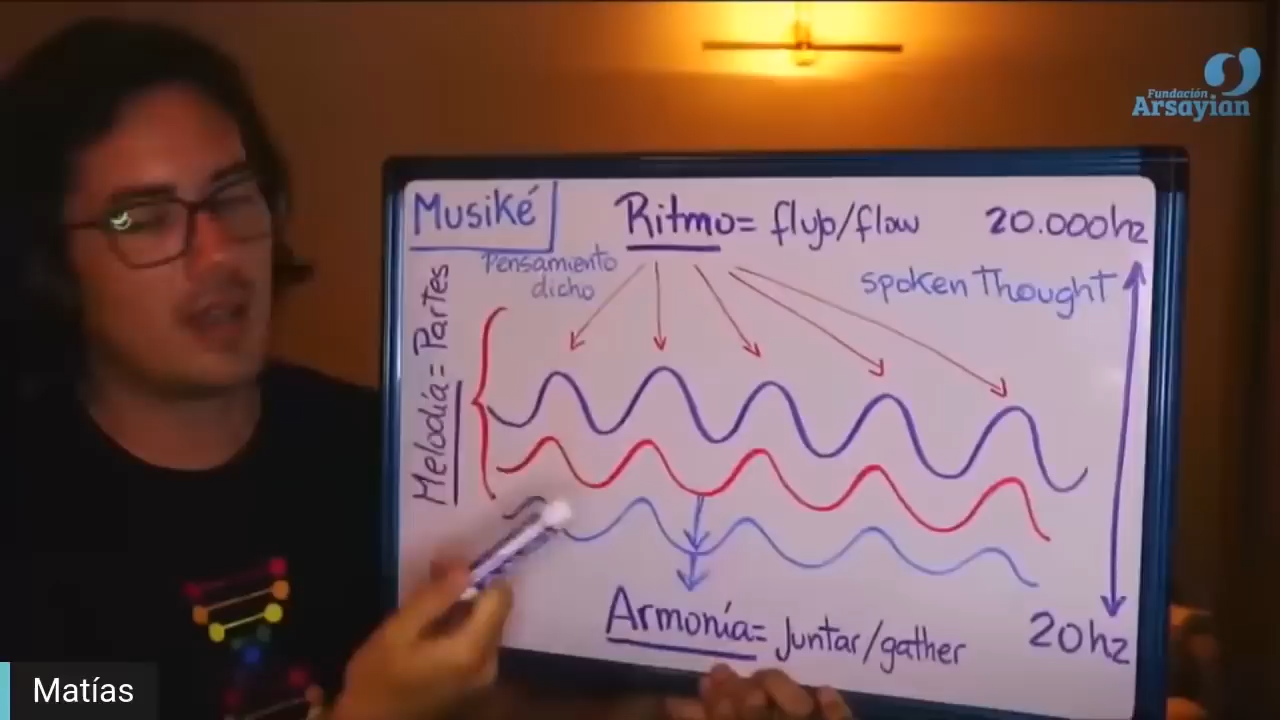 Fundación
Arsayian
Musiké
Ritmo = flujo/flow
20.000hz
Pensamiento
dicho
spoken Thought
Melodía = Partes
Armonía = Juntar/gather
20hz
Matías